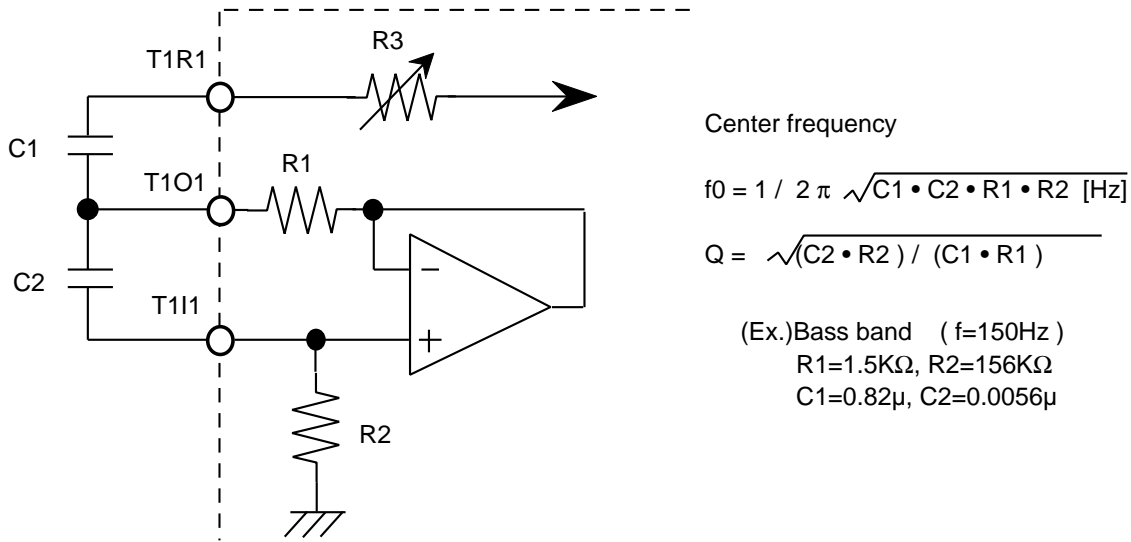 T1R1
R3
C1
T1O1
R1
C2
T1I1
−
+
R2
Center frequency
f0 = 1 / 2 π √C1 • C2 • R1 • R2 [Hz]
Q = √(C2 • R2 ) / (C1 • R1 )
(Ex.)Bass band ( f=150Hz )
R1=1.5KΩ, R2=156KΩ
C1=0.82µ, C2=0.0056µ